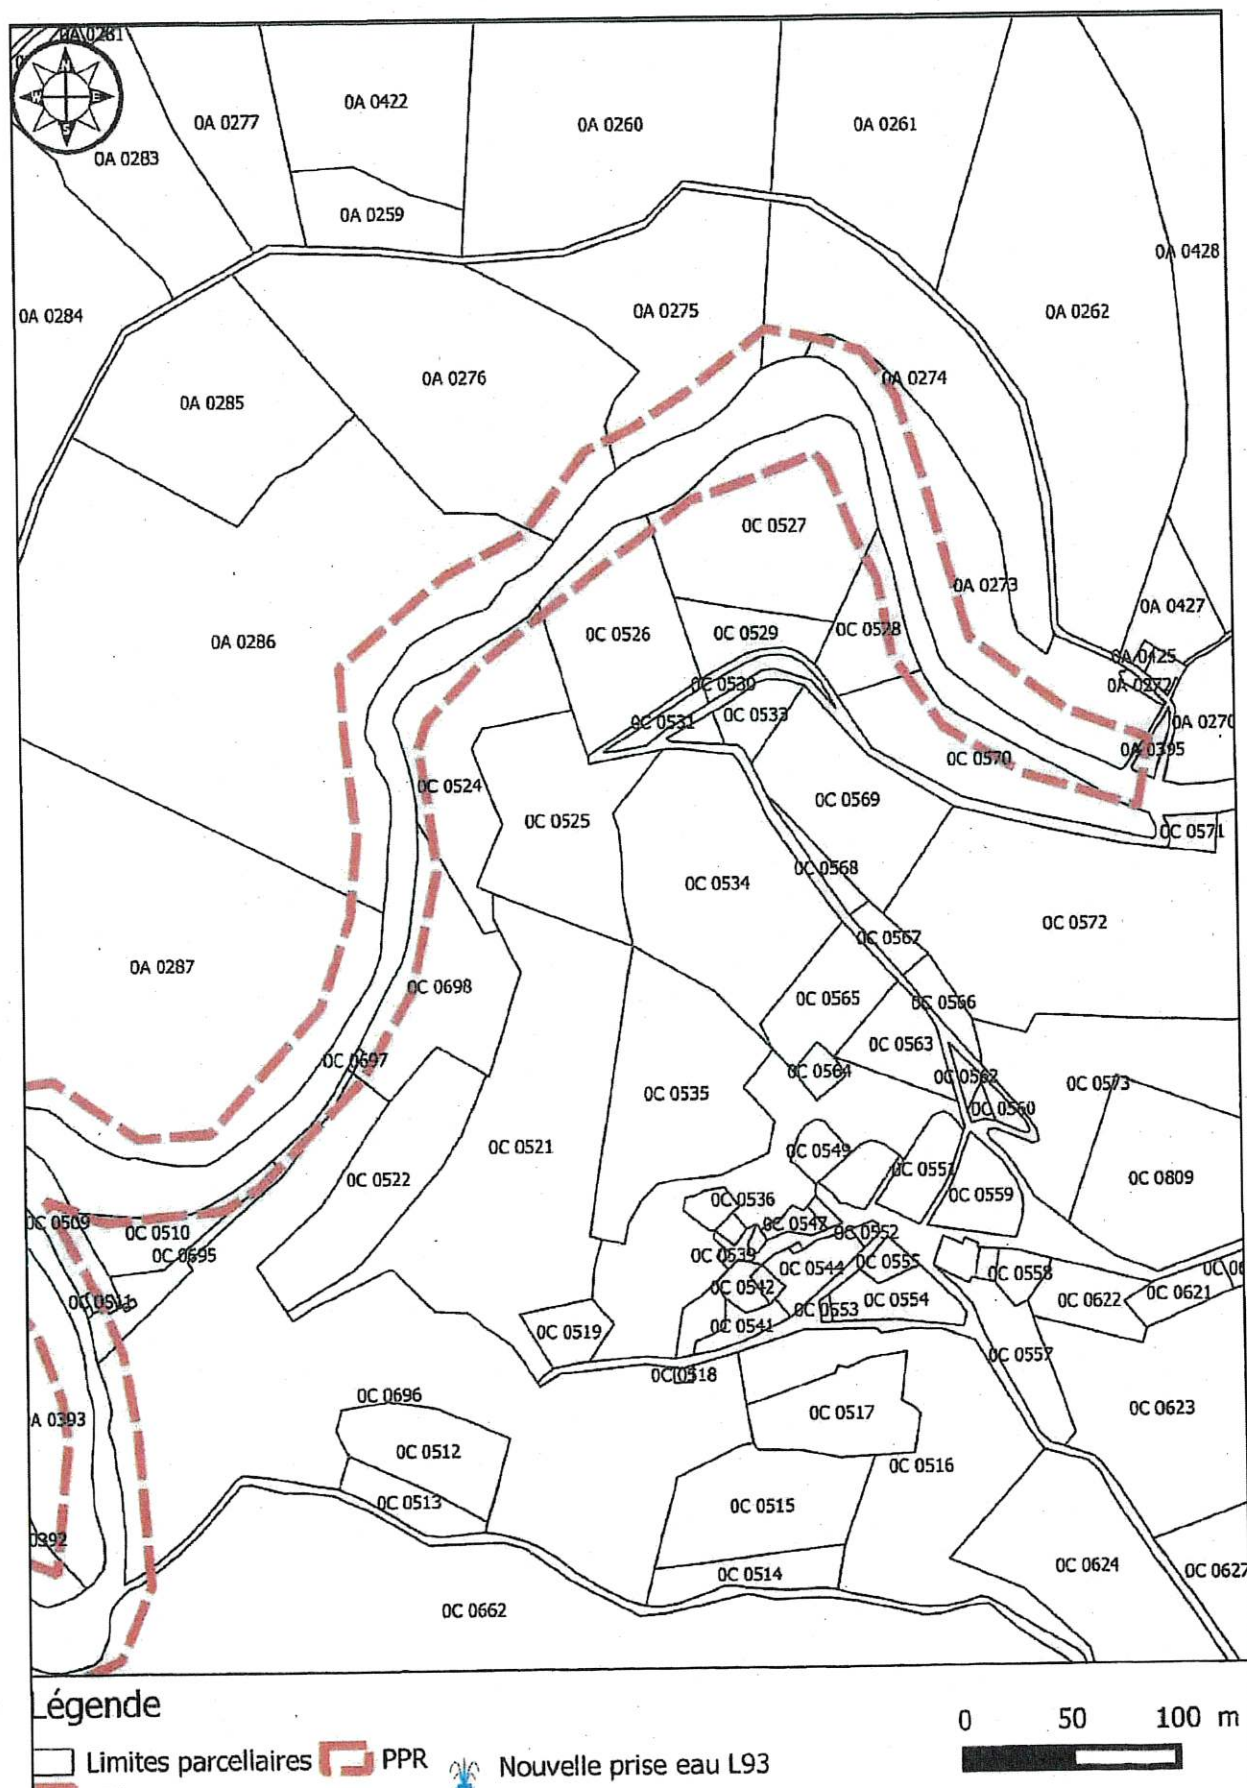 0A 0281
N
W E
S
0A 0283
0A 0277
0A 0422
0A 0259
0A 0260
0A 0261
0A 0428
0A 0284
0A 0275
0A 0262
0A 0285
0A 0276
0A 0274
0C 0527
0A 0273
0A 0427
0A 0286
0C 0526
0C 0529
0C 0528
0A 0425
0A 0272
0C 0530
0C 0531
0C 0533
0A 0270
0A 0395
0C 0570
0C 0524
0C 0525
0C 0569
0C 0571
0C 0534
0C 0568
0C 0572
0C 0567
0A 0287
0C 0698
0C 0565
0C 0566
0C 0563
0C 0697
0C 0564
0C 0562
0C 0573
0C 0535
0C 0560
0C 0521
0C 0549
0C 0551
0C 0522
0C 0559
0C 0809
0C 0536
0C 0509
0C 0510
0C 0547
0C 0552
0C 0695
0C 0539
0C 0544
0C 0555
0C 0558
0C 06
0C 0542
0C 0621
0C 0511
0C 0553
0C 0554
0C 0622
0C 0519
0C 0541
0C 0557
0C 0518
0C 0696
0A 0393
0C 0517
0C 0623
0C 0512
0C 0516
0C 0513
0C 0515
0392
0C 0514
0C 0624
0C 0627
0C 0662
Légende
0 50 100 m
Limites parcellaires PPR Nouvelle prise eau L93